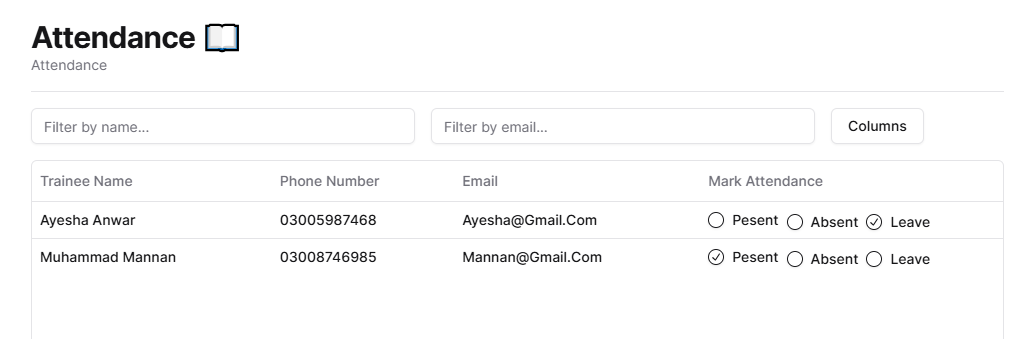 Attendance 📖
Attendance
Filter by name...
Filter by email...
Columns
Trainee Name Phone Number Email Mark Attendance
Ayesha Anwar 03005987468 Ayesha@Gmail.Com Pesent Absent Leave
Muhammad Mannan 03008746985 Mannan@Gmail.Com Pesent Absent Leave